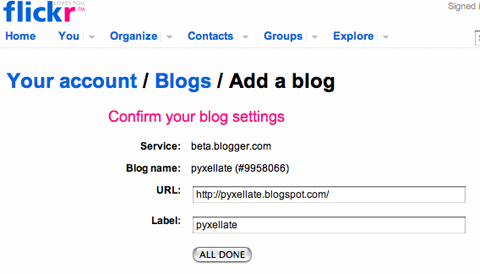 LOVES YOU
flickr
Signed i
Home You Organize Contacts Groups Explore
Your account / Blogs / Add a blog
Confirm your blog settings
Service: beta.blogger.com
Blog name: pyxellate (#9958066)
URL: http://pyxellate.blogspot.com/
Label: pyxellate
ALL DONE